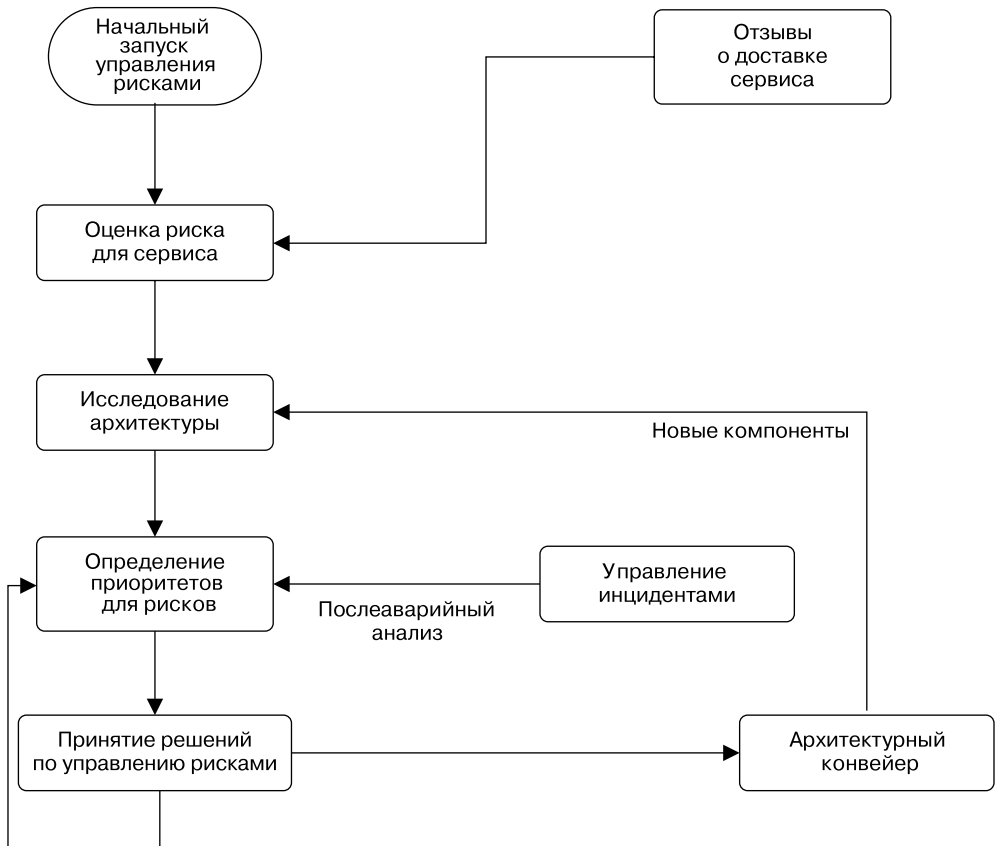 Начальный
запуск
управления
рисками
Отзывы
о доставке
сервиса
Оценка риска
для сервиса
Исследование
архитектуры
Новые компоненты
Определение
приоритетов
для рисков
Управление
инцидентами
Послеаварийный
анализ
Принятие решений
по управлению рисками
Архитектурный
конвейер